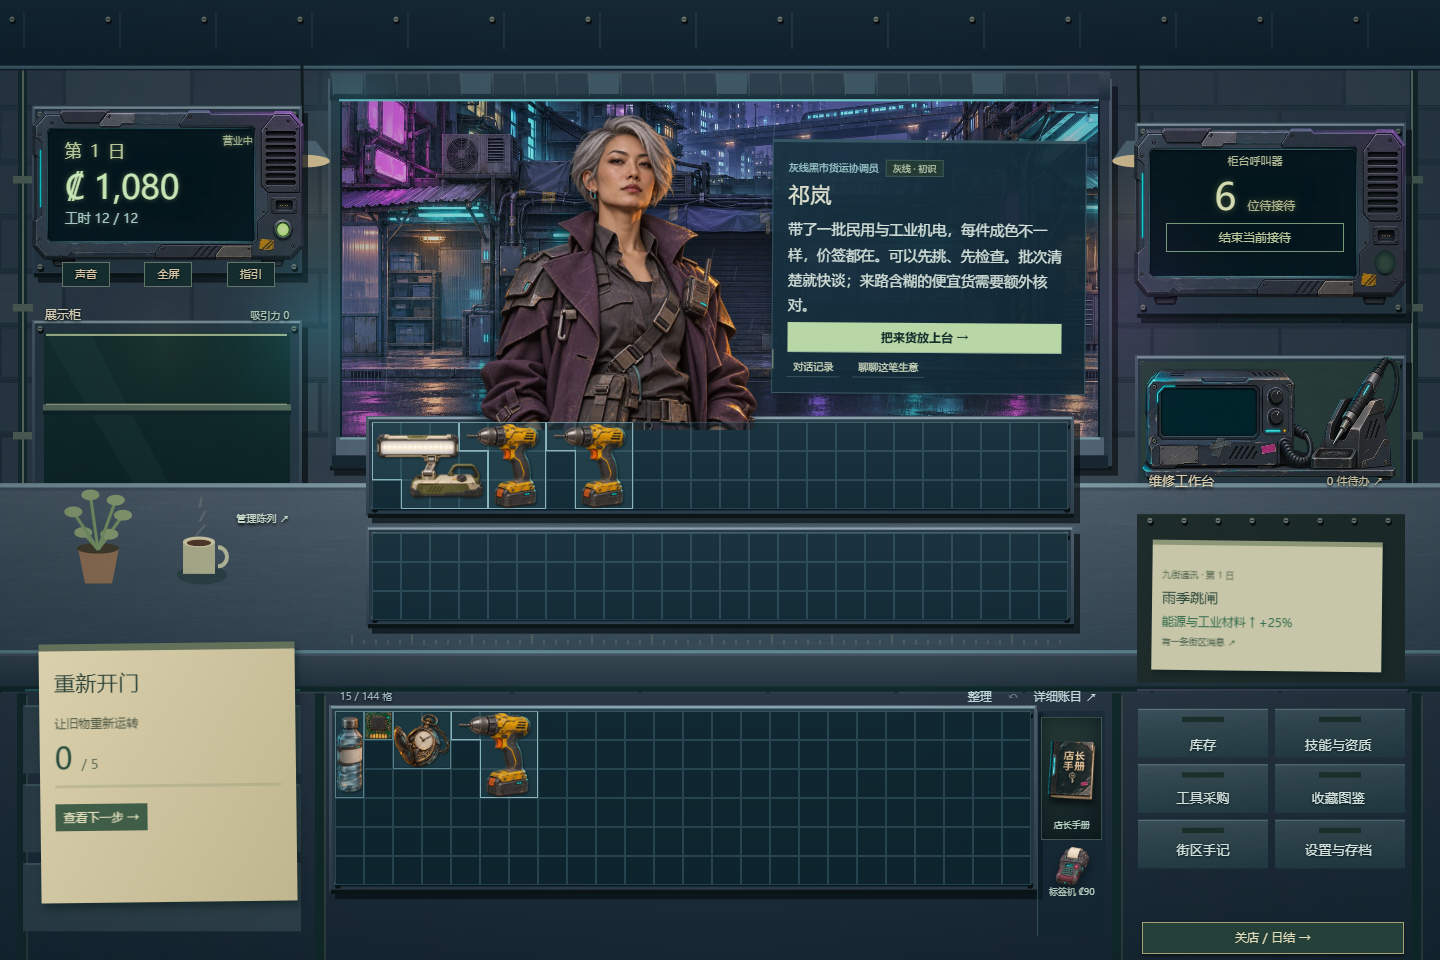 第 1 日
营业中
₡ 1,080
工时 12 / 12
声音
全屏
指引
展示柜
吸引力 0
管理陈列 ↗
灰线黑市货运协调员
灰线 · 初识
祁岚
带了一批民用与工业机电，每件成色不一
样，价签都在。可以先挑、先检查。批次清
楚就快谈；来路含糊的便宜货需要额外核
对。
把来货放上台 →
对话记录
聊聊这笔生意
柜台呼叫器
6 位待接待
结束当前接待
维修工作台
0 件待办 ↗
九街通讯 · 第 1 日
雨季跳闸
能源与工业材料 ↑ +25%
有一条街区消息 ↗
重新开门
让旧物重新运转
0 / 5
查看下一步 →
15 / 144 格
整理
详细账目 ↗
店长
手册
店长手册
标签机 ₡90
库存
技能与资质
工具采购
收藏图鉴
街区手记
设置与存档
关店 / 日结 →